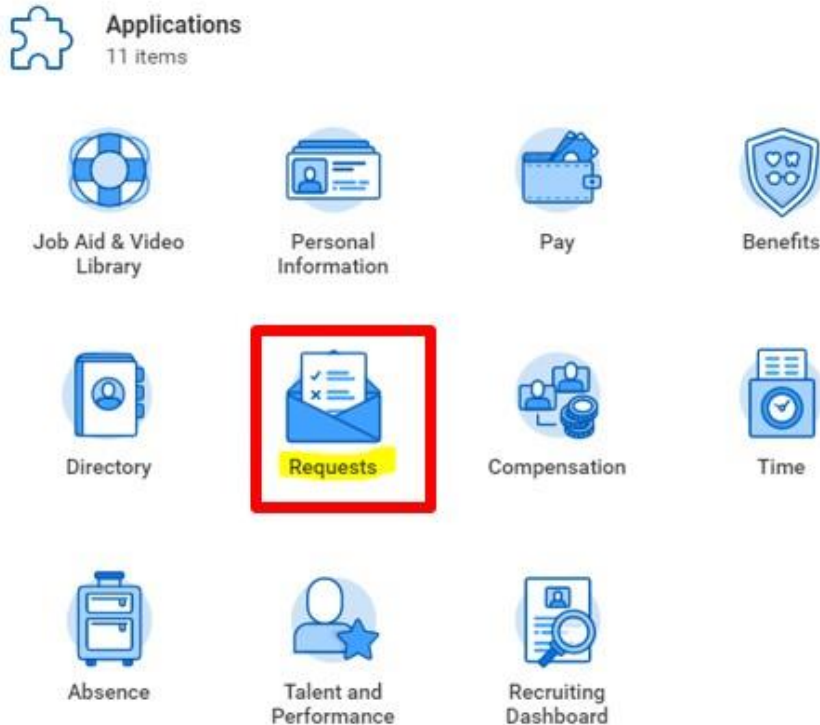 Applications
11 items
Job Aid & Video
Library
Personal
Information
Pay
Benefits
Directory
Requests
Compensation
Time
Absence
Talent and
Performance
Recruiting
Dashboard